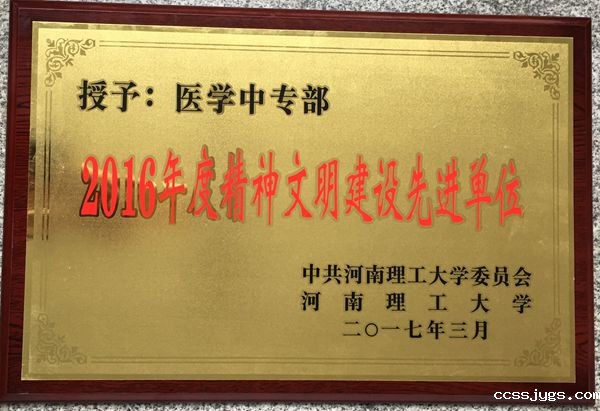 授予：医学中专部
2016年度精神文明建设先进单位
中共河南理工大学委员会
河南理工大学
二〇一七年三月
ccssjygs.com